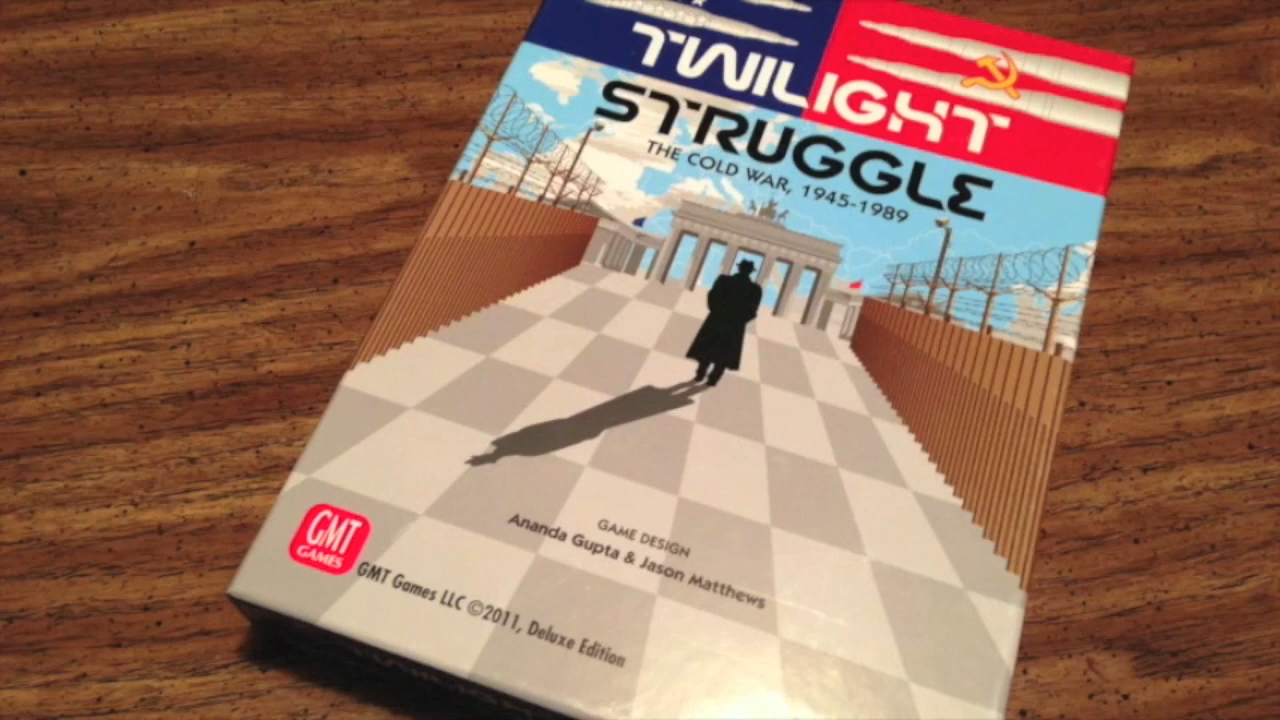 TWILIGHT
STRUGGLE
THE COLD WAR, 1945-1989
GAME DESIGN
Ananda Gupta & Jason Matthews
GMT
GAMES
GMT Games LLC ©2011, Deluxe Edition